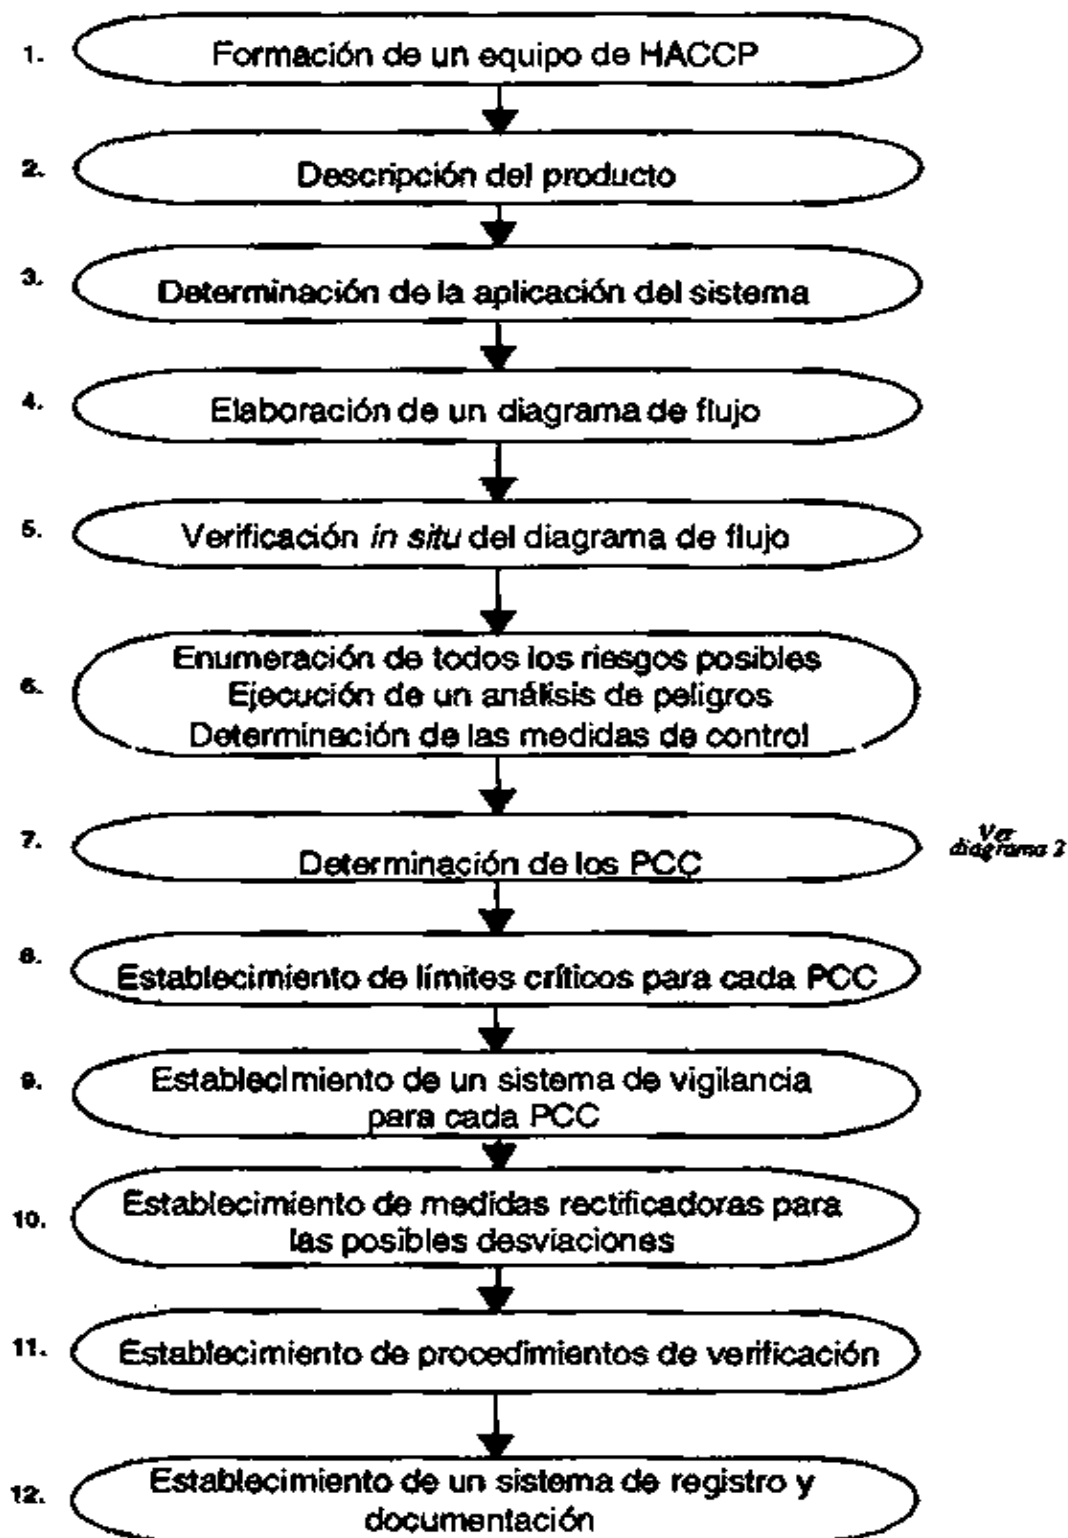 1. Formación de un equipo de HACCP
2. Descripción del producto
3. Determinación de la aplicación del sistema
4. Elaboración de un diagrama de flujo
5. Verificación in situ del diagrama de flujo
6. Enumeración de todos los riesgos posibles
Ejecución de un análisis de peligros
Determinación de las medidas de control
7. Determinación de los PCC
Ver
diagrama 2
8. Establecimiento de límites críticos para cada PCC
9. Establecimiento de un sistema de vigilancia
para cada PCC
10. Establecimiento de medidas rectificadoras para
las posibles desviaciones
11. Establecimiento de procedimientos de verificación
12. Establecimiento de un sistema de registro y
documentación